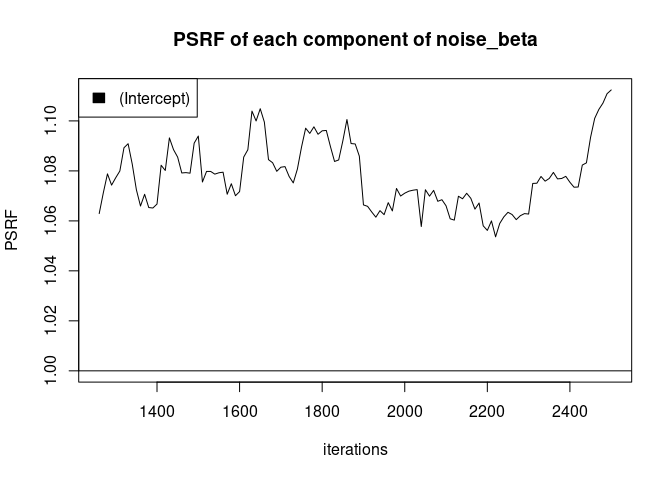 PSRF of each component of noise_beta
(Intercept)
PSRF
1.10
1.08
1.06
1.04
1.02
1.00
1400 1600 1800 2000 2200 2400
iterations